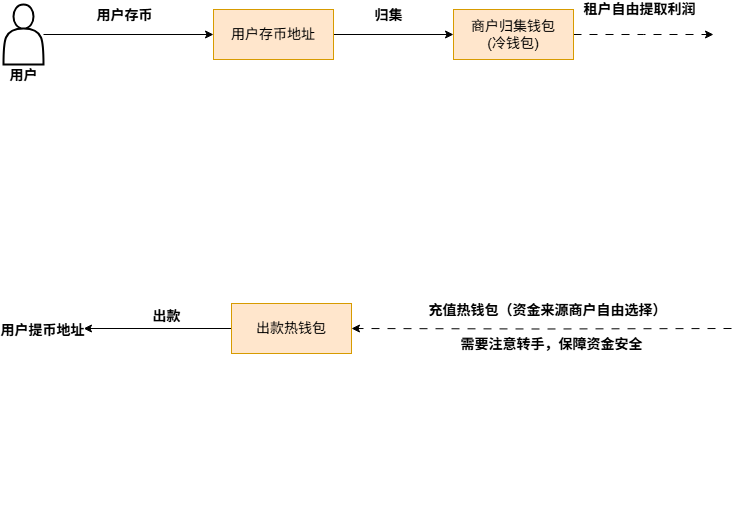 用户存币
归集
租户自由提取利润
用户存币地址
商户归集钱包
(冷钱包)
用户
充值热钱包（资金来源商户自由选择）
出款
用户提币地址
出款热钱包
需要注意转手，保障资金安全